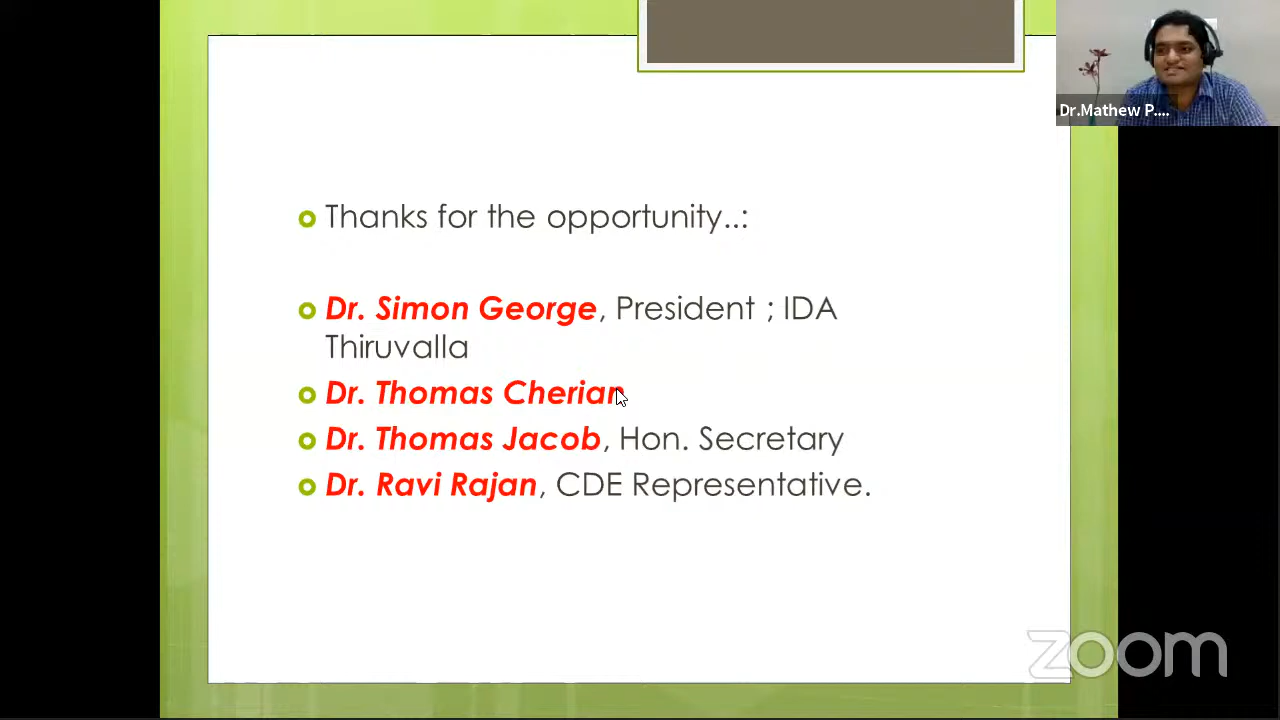 Dr.Mathew P....
Thanks for the opportunity..:
Dr. Simon George, President ; IDA
Thiruvalla
Dr. Thomas Cherian
Dr. Thomas Jacob, Hon. Secretary
Dr. Ravi Rajan, CDE Representative.
zoom